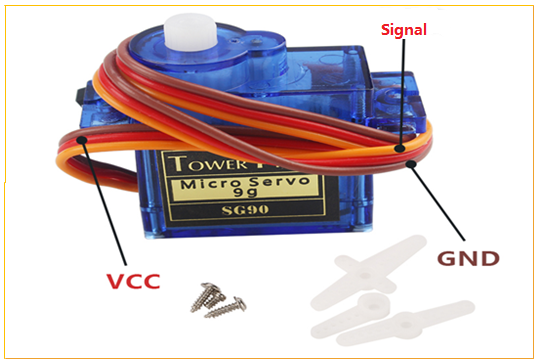 Signal
TOWER
Micro Servo
9g
SG90
GND
VCC